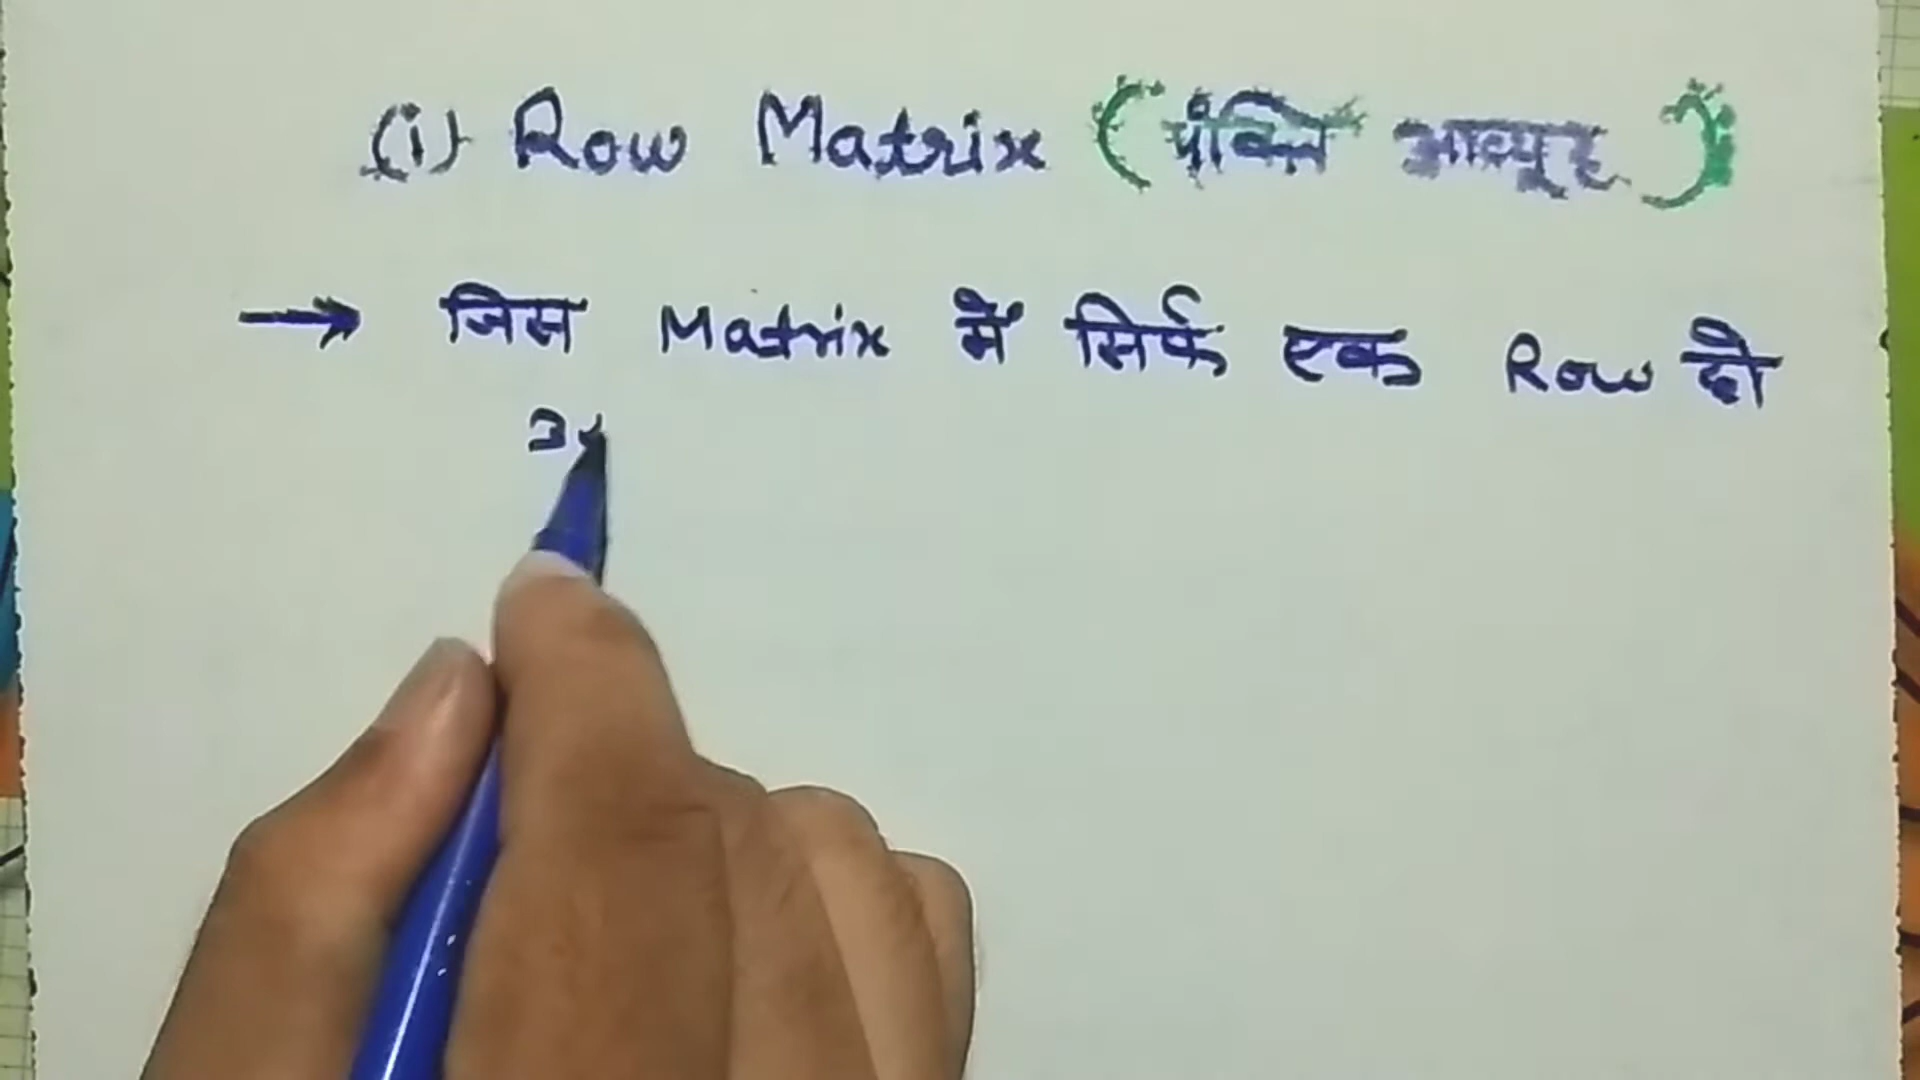 (i) Row Matrix (पंक्ति आव्यूह)
→ जिस Matrix में सिर्फ एक Row हो